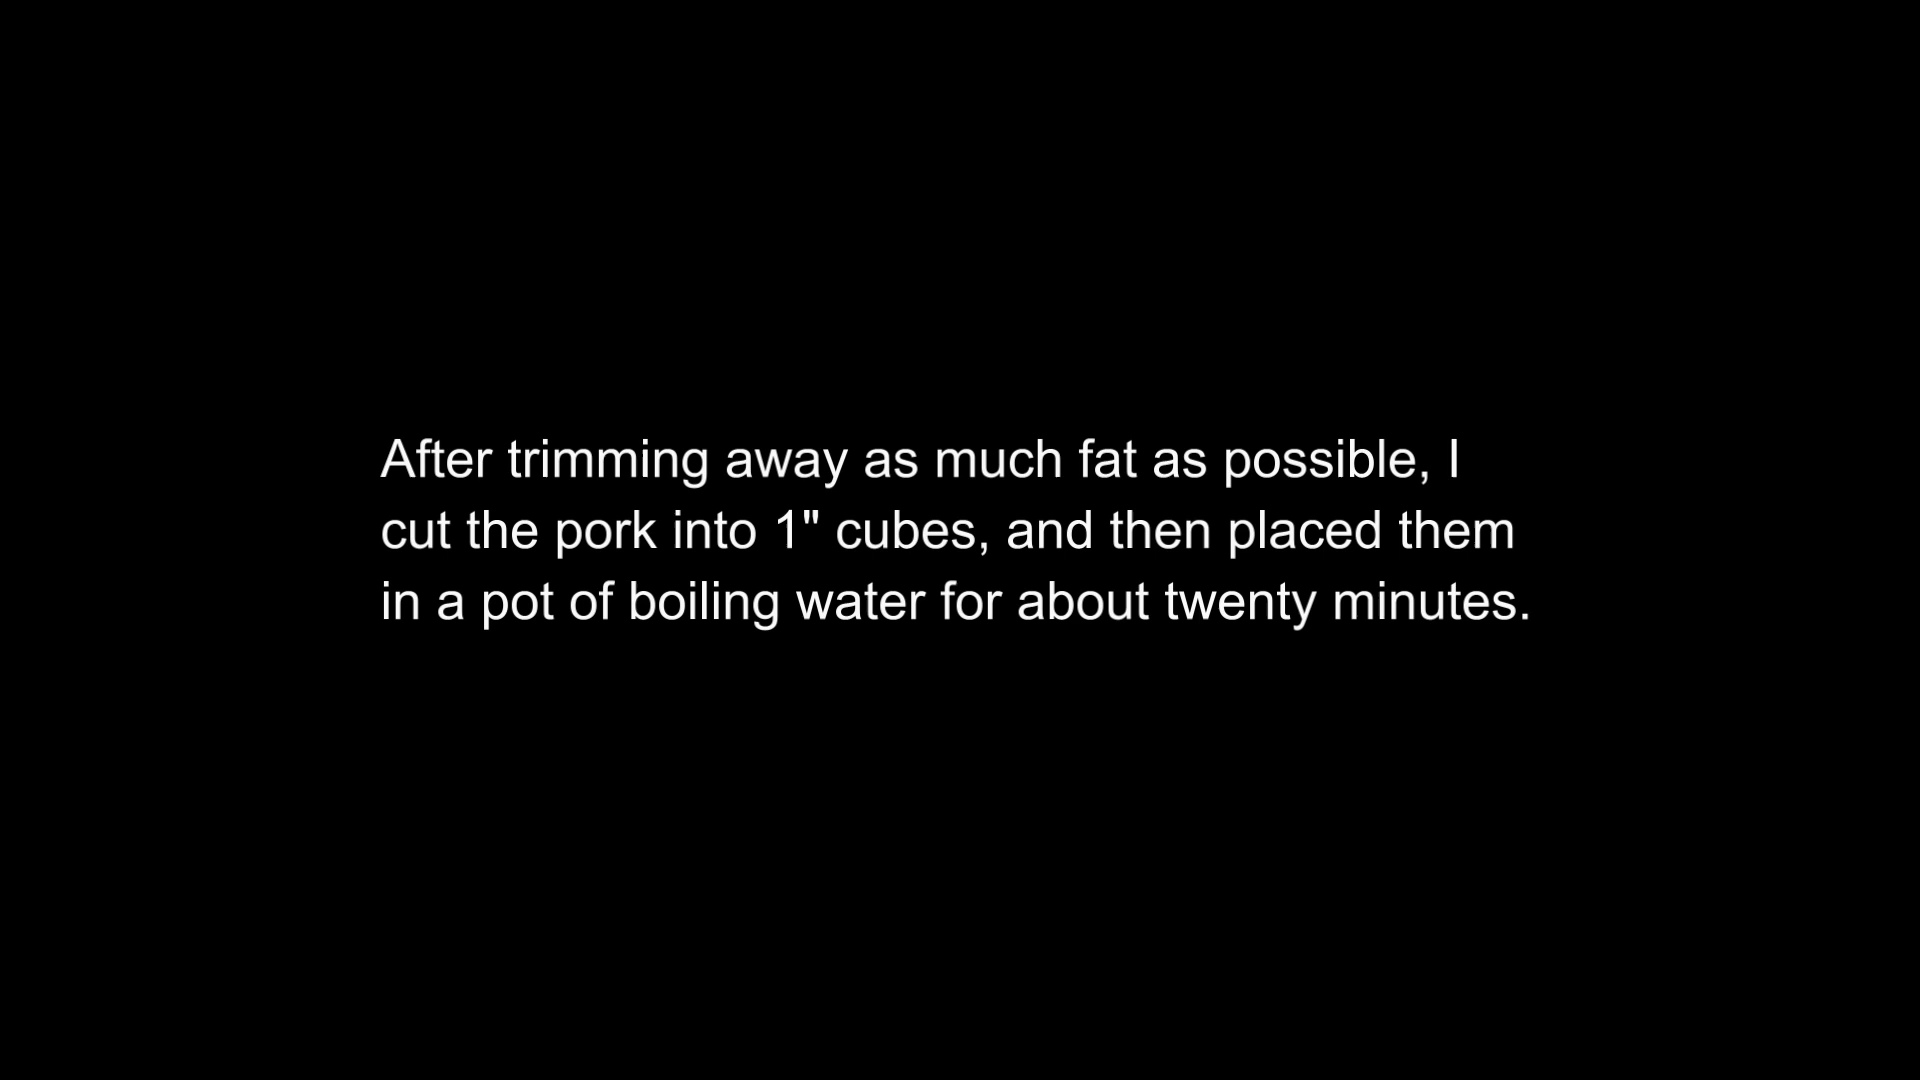 After trimming away as much fat as possible, I
cut the pork into 1" cubes, and then placed them
in a pot of boiling water for about twenty minutes.